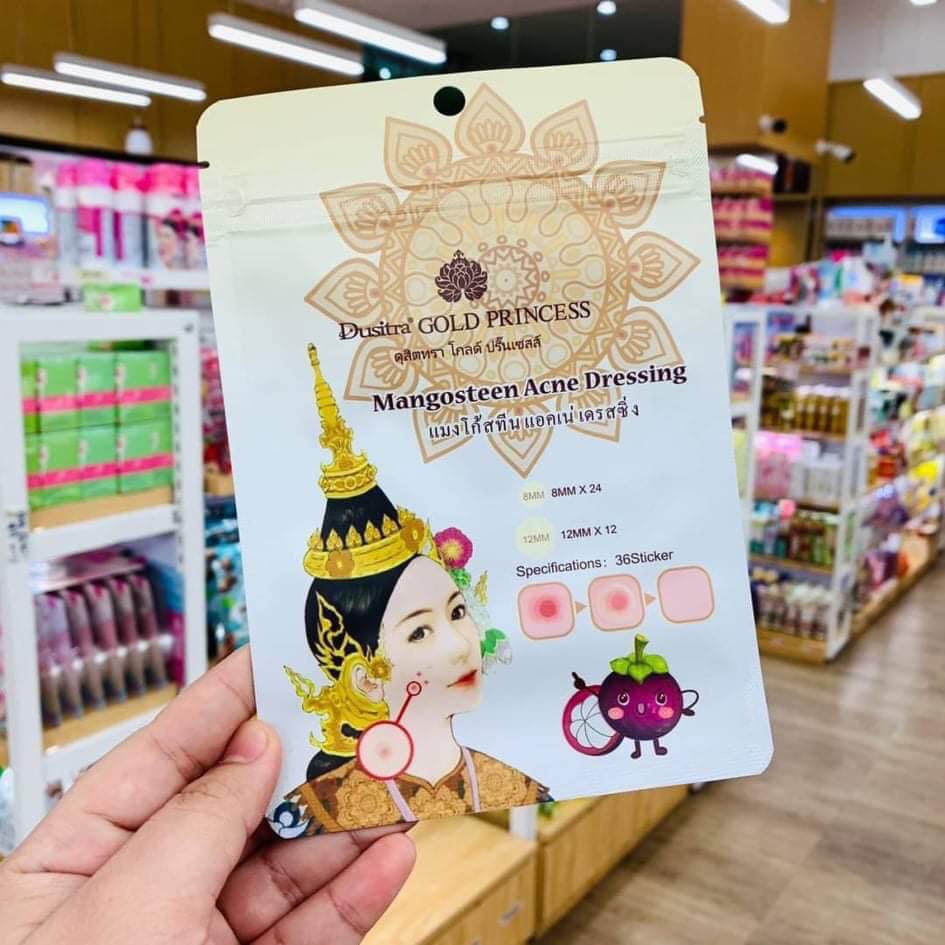 Dusitra® GOLD PRINCESS
ดุสิตทรา โกลด์ ปริ๊นเซสส์
Mangosteen Acne Dressing
แมงโก้สทีน แอคเน่ เดรสซิ่ง
8MM 8MM X 24
12MM 12MM X 12
Specifications: 36Sticker